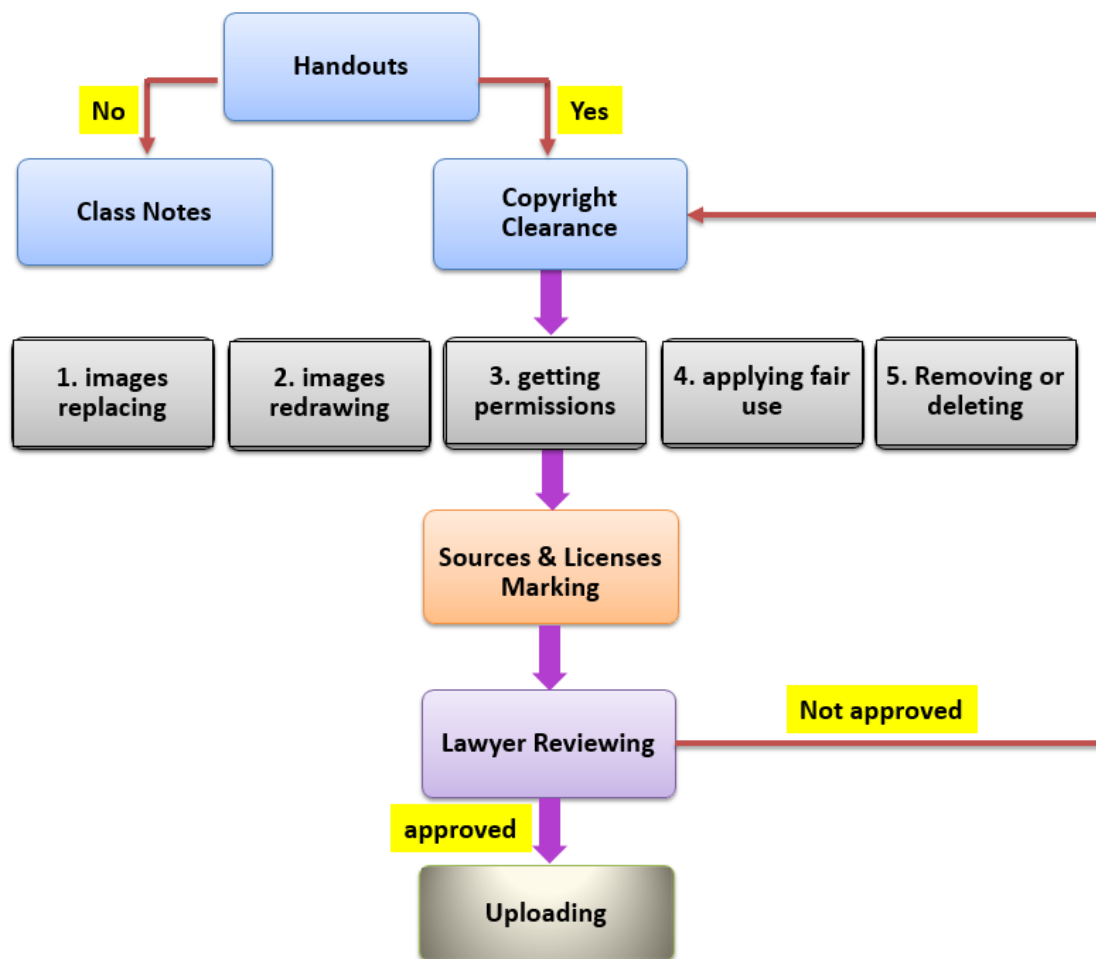 Handouts
No
Yes
Class Notes
Copyright
Clearance
1. images
replacing
2. images
redrawing
3. getting
permissions
4. applying fair
use
5. Removing or
deleting
Sources & Licenses
Marking
Lawyer Reviewing
Not approved
approved
Uploading